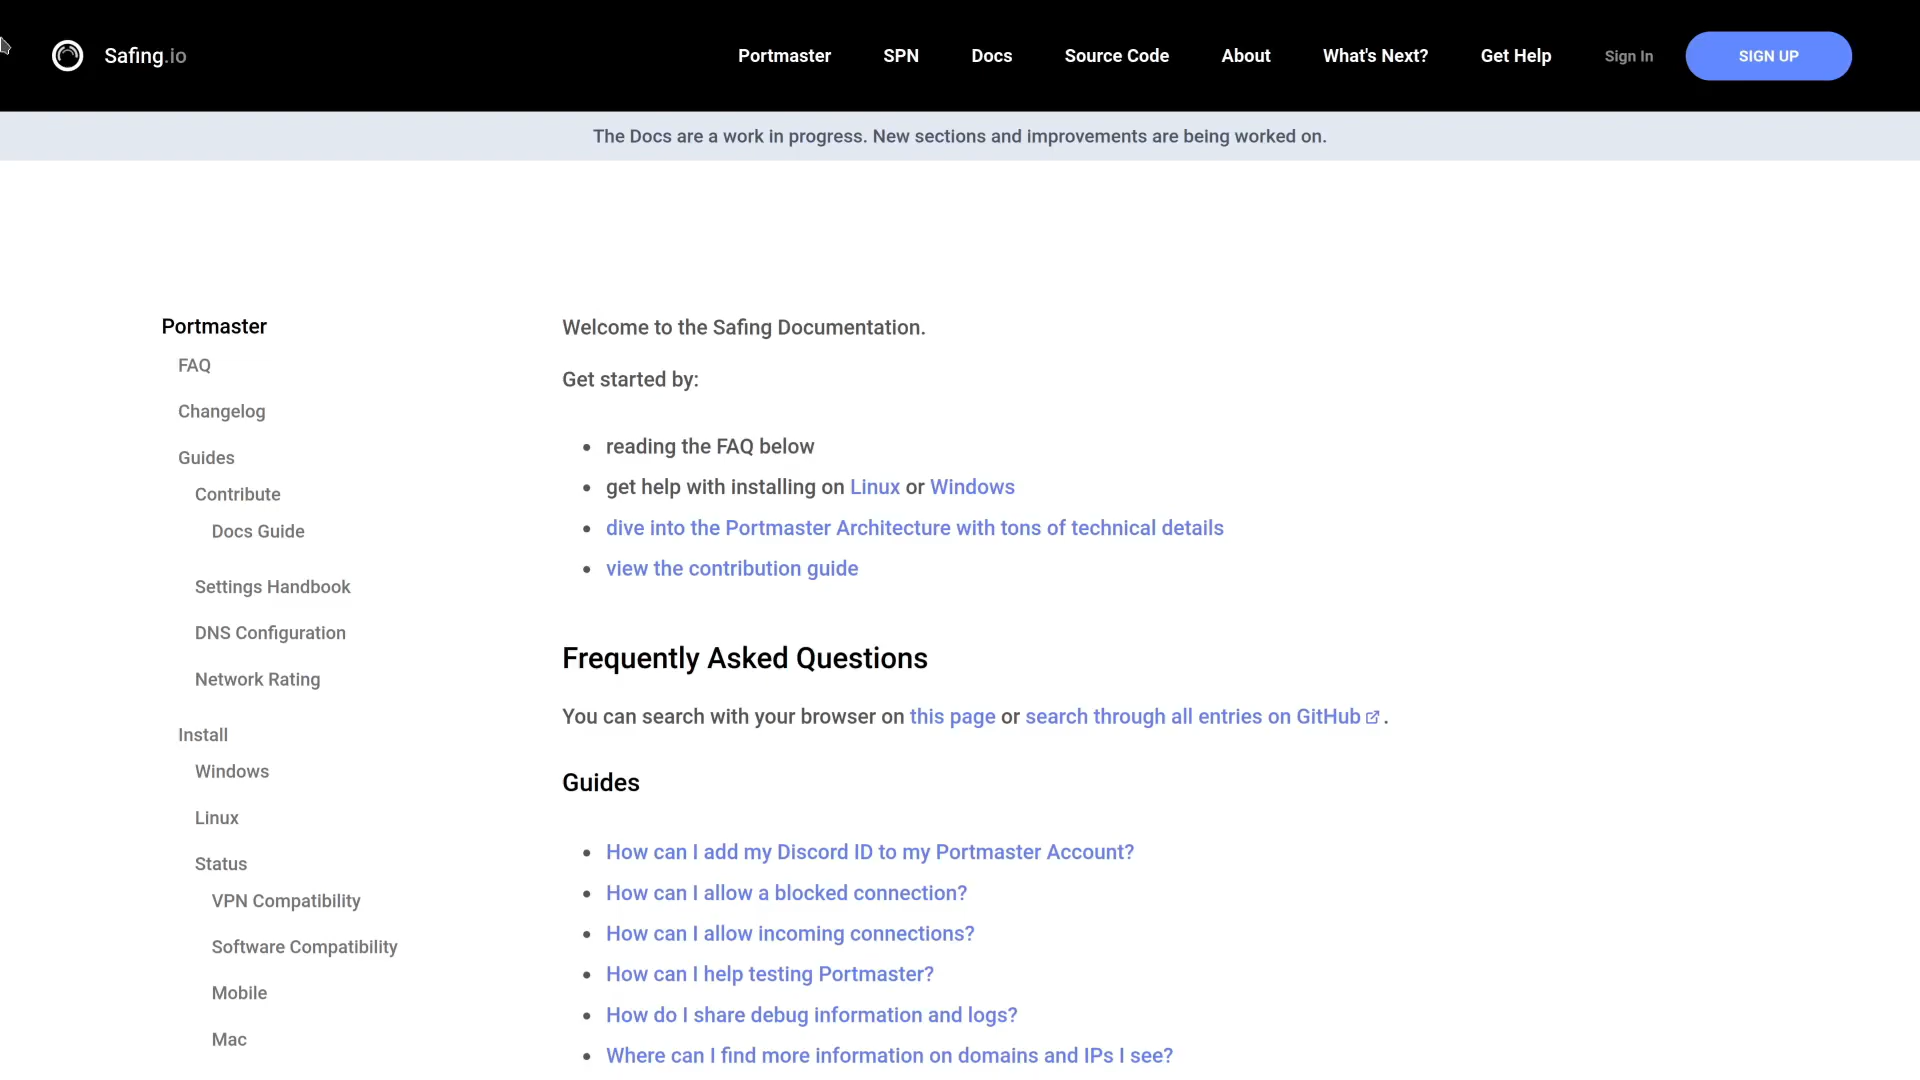 Safing.io
Portmaster
SPN
Docs
Source Code
About
What's Next?
Get Help
Sign In
SIGN UP
The Docs are a work in progress. New sections and improvements are being worked on.
Portmaster
FAQ
Changelog
Guides
Contribute
Docs Guide
Settings Handbook
DNS Configuration
Network Rating
Install
Windows
Linux
Status
VPN Compatibility
Software Compatibility
Mobile
Mac
Welcome to the Safing Documentation.
Get started by:
reading the FAQ below
get help with installing on Linux or Windows
dive into the Portmaster Architecture with tons of technical details
view the contribution guide
Frequently Asked Questions
You can search with your browser on this page or search through all entries on GitHub .
Guides
How can I add my Discord ID to my Portmaster Account?
How can I allow a blocked connection?
How can I allow incoming connections?
How can I help testing Portmaster?
How do I share debug information and logs?
Where can I find more information on domains and IPs I see?